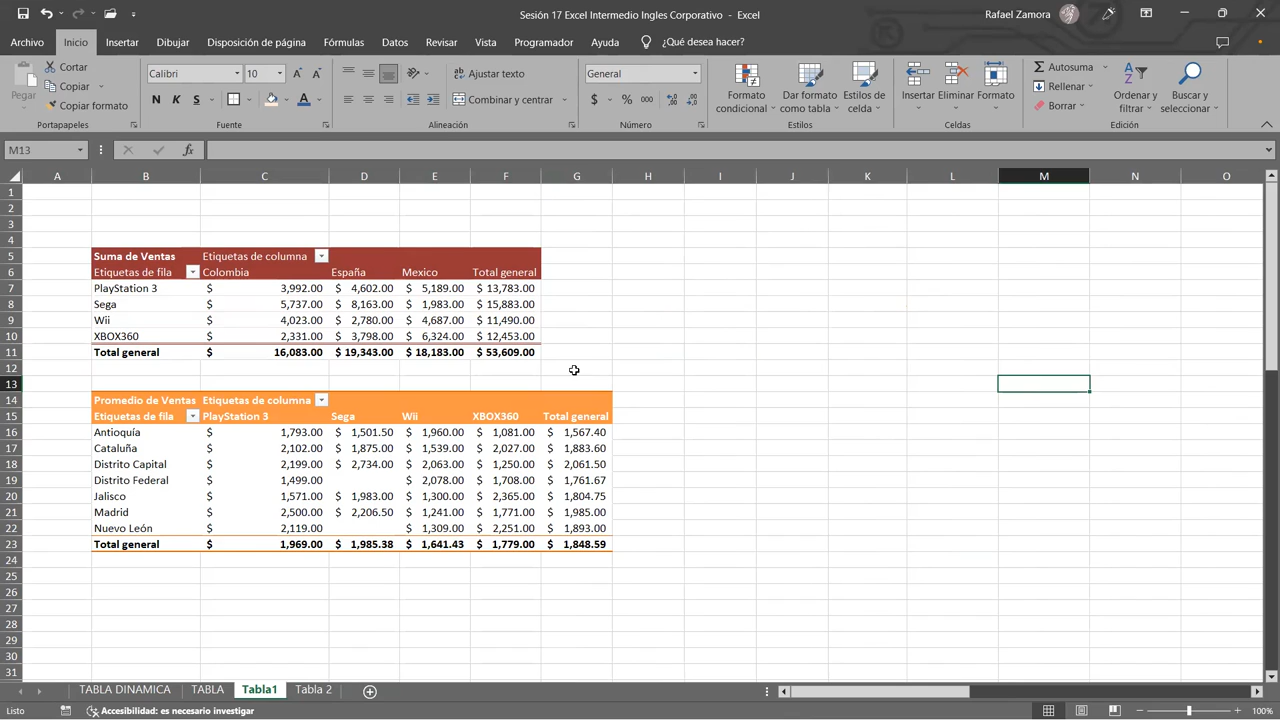 Sesión 17 Excel Intermedio Ingles Corporativo - Excel
Rafael Zamora
Archivo Inicio Insertar Dibujar Disposición de página Fórmulas Datos Revisar Vista Programador Ayuda ¿Qué desea hacer?
Pegar
Cortar
Copiar
Copiar formato
Portapapeles
Calibri 10
N K S
Fuente
Ajustar texto
Combinar y centrar
Alineación
General
$ % 000
Número
Formato condicional
Dar formato como tabla
Estilos de celda
Estilos
Insertar Eliminar Formato
Celdas
Autosuma
Rellenar
Borrar
Ordenar y filtrar
Buscar y seleccionar
Edición
M13
A B C D E F G H I J K L M N O
1
2
3
4
5 Suma de Ventas Etiquetas de columna
6 Etiquetas de fila Colombia España Mexico Total general
7 PlayStation 3 $ 3,992.00 $ 4,602.00 $ 5,189.00 $ 13,783.00
8 Sega $ 5,737.00 $ 8,163.00 $ 1,983.00 $ 15,883.00
9 Wii $ 4,023.00 $ 2,780.00 $ 4,687.00 $ 11,490.00
10 XBOX360 $ 2,331.00 $ 3,798.00 $ 6,324.00 $ 12,453.00
11 Total general $ 16,083.00 $ 19,343.00 $ 18,183.00 $ 53,609.00
12
13
14 Promedio de Ventas Etiquetas de columna
15 Etiquetas de fila PlayStation 3 Sega Wii XBOX360 Total general
16 Antioquía $ 1,793.00 $ 1,501.50 $ 1,960.00 $ 1,081.00 $ 1,567.40
17 Cataluña $ 2,102.00 $ 1,875.00 $ 1,539.00 $ 2,027.00 $ 1,883.60
18 Distrito Capital $ 2,199.00 $ 2,734.00 $ 2,063.00 $ 1,250.00 $ 2,061.50
19 Distrito Federal $ 1,499.00 $ 2,078.00 $ 1,708.00 $ 1,761.67
20 Jalisco $ 1,571.00 $ 1,983.00 $ 1,300.00 $ 2,365.00 $ 1,804.75
21 Madrid $ 2,500.00 $ 2,206.50 $ 1,241.00 $ 1,771.00 $ 1,985.00
22 Nuevo León $ 2,119.00 $ 1,309.00 $ 2,251.00 $ 1,893.00
23 Total general $ 1,969.00 $ 1,985.38 $ 1,641.43 $ 1,779.00 $ 1,848.59
24
25
26
27
28
29
30
31
TABLA DINAMICA TABLA Tabla1 Tabla 2
Listo Accesibilidad: es necesario investigar 100%